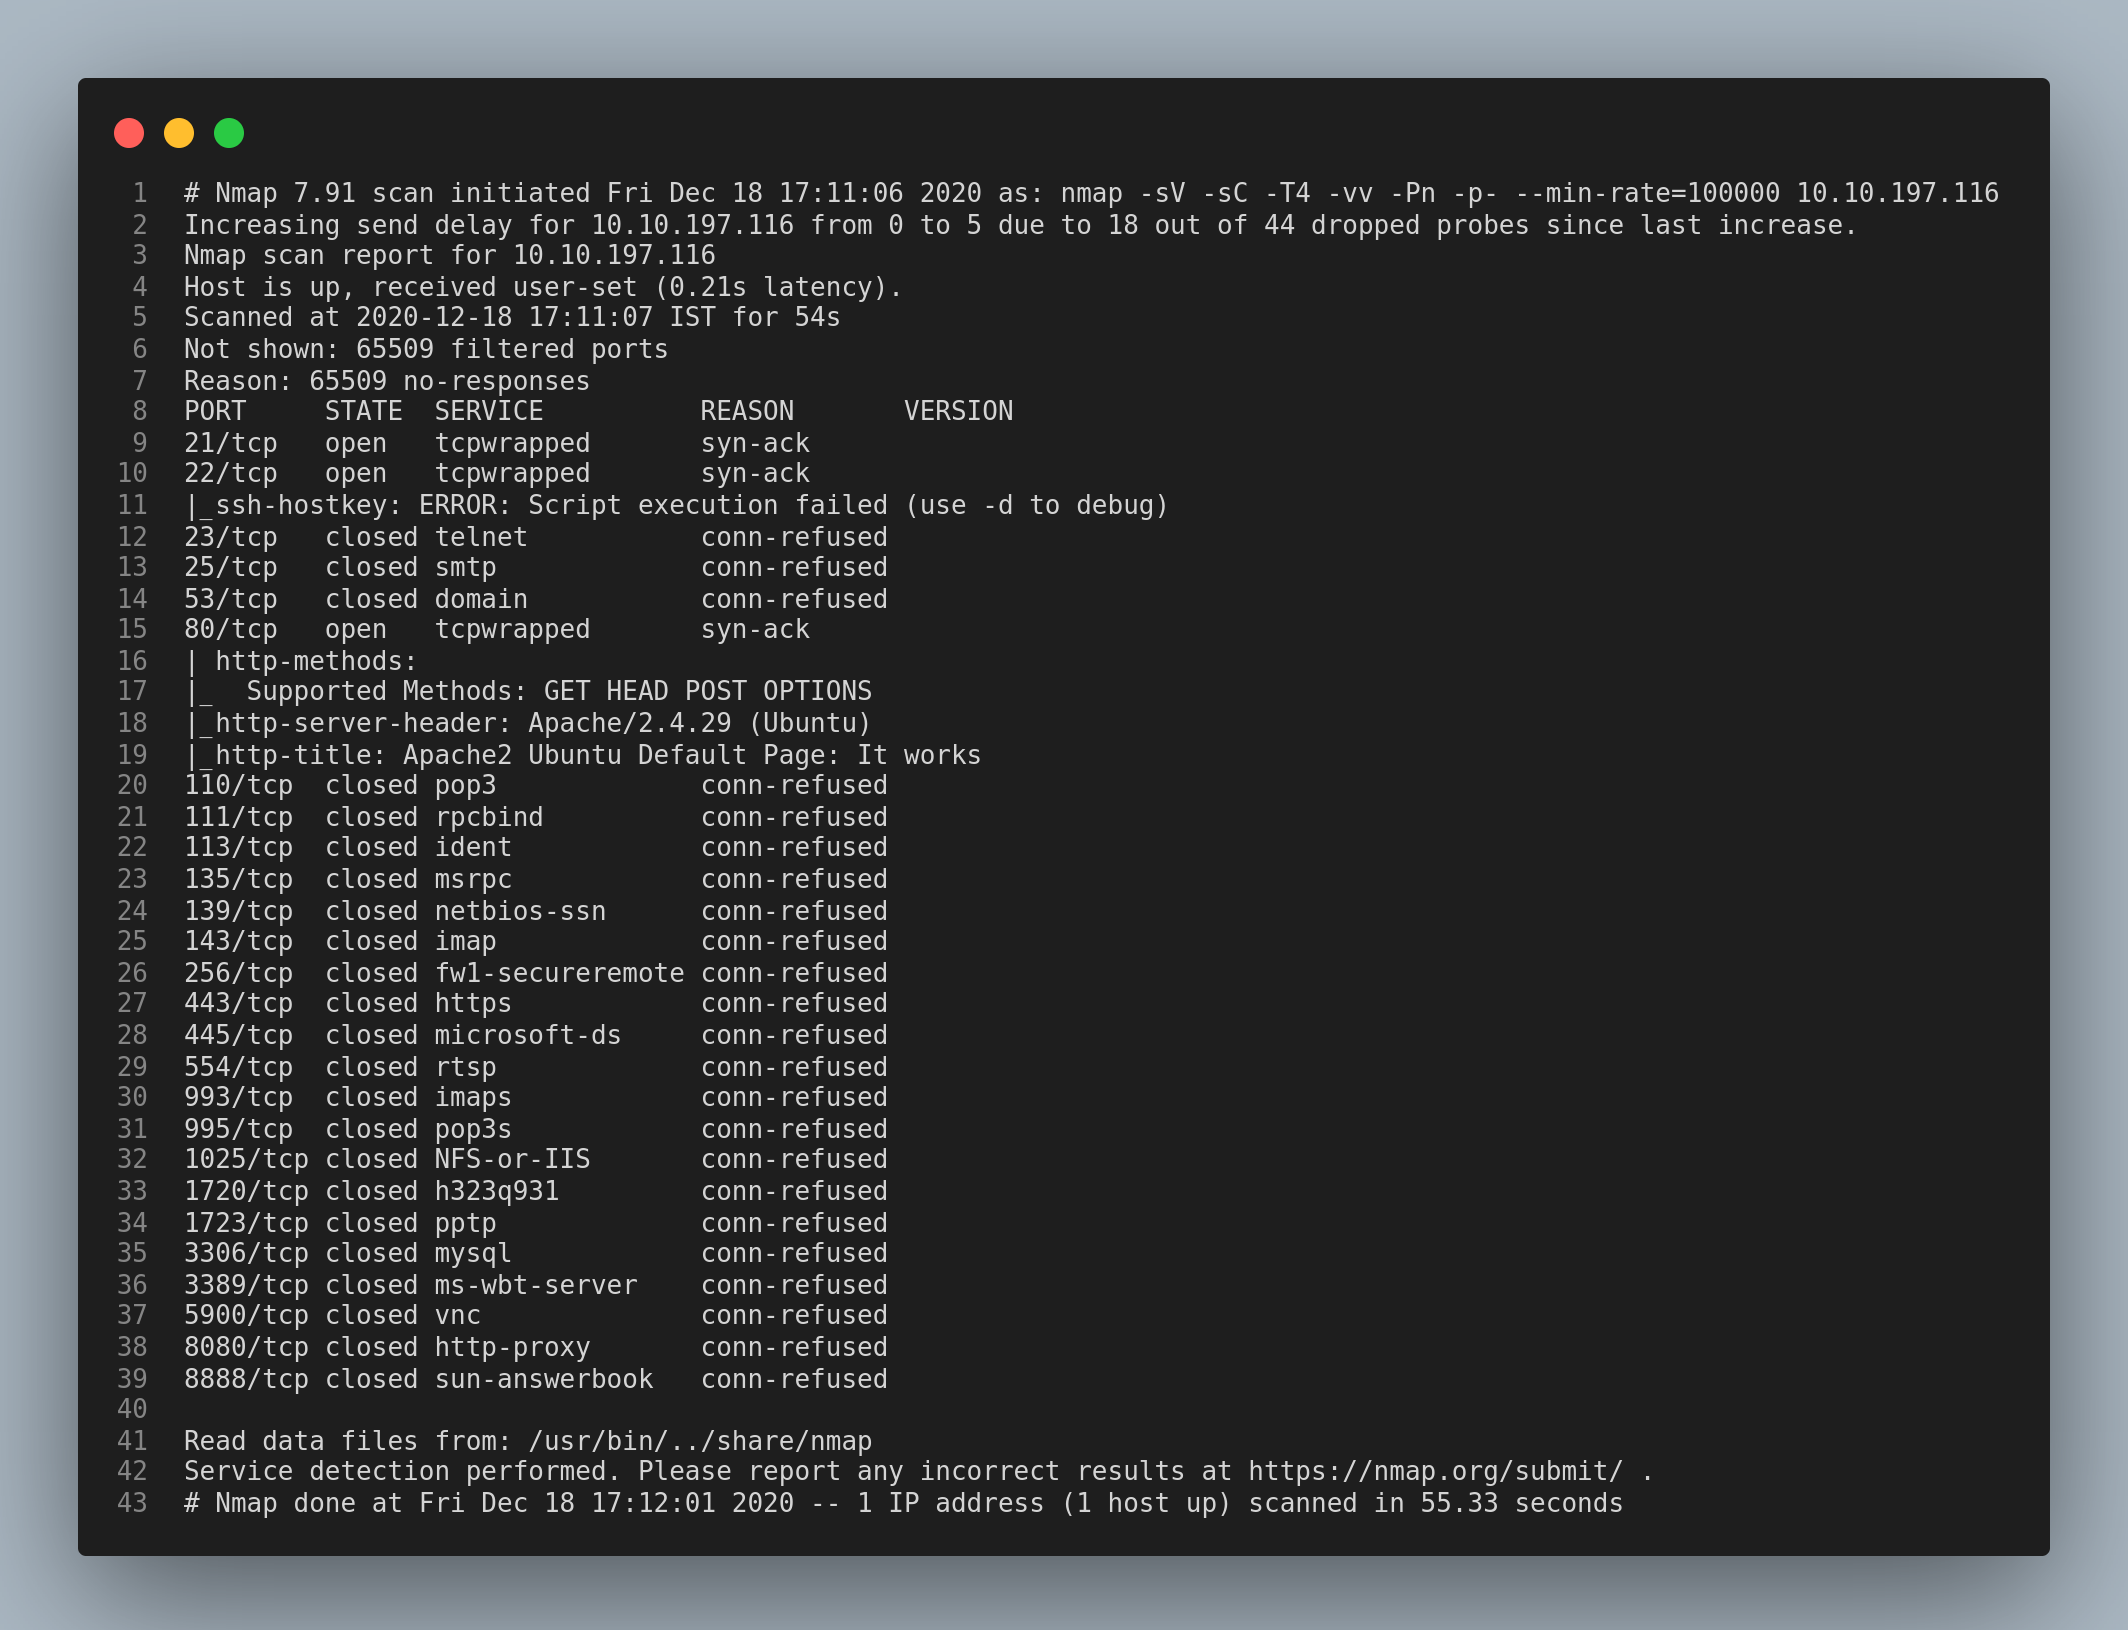 1 # Nmap 7.91 scan initiated Fri Dec 18 17:11:06 2020 as: nmap -sV -sC -T4 -vv -Pn -p- --min-rate=100000 10.10.197.116
2 Increasing send delay for 10.10.197.116 from 0 to 5 due to 18 out of 44 dropped probes since last increase.
3 Nmap scan report for 10.10.197.116
4 Host is up, received user-set (0.21s latency).
5 Scanned at 2020-12-18 17:11:07 IST for 54s
6 Not shown: 65509 filtered ports
7 Reason: 65509 no-responses
8 PORT     STATE  SERVICE          REASON       VERSION
9 21/tcp   open   tcpwrapped       syn-ack
10 22/tcp   open   tcpwrapped       syn-ack
11 |_ssh-hostkey: ERROR: Script execution failed (use -d to debug)
12 23/tcp   closed telnet           conn-refused
13 25/tcp   closed smtp             conn-refused
14 53/tcp   closed domain           conn-refused
15 80/tcp   open   tcpwrapped       syn-ack
16 | http-methods:
17 |_  Supported Methods: GET HEAD POST OPTIONS
18 |_http-server-header: Apache/2.4.29 (Ubuntu)
19 |_http-title: Apache2 Ubuntu Default Page: It works
20 110/tcp  closed pop3             conn-refused
21 111/tcp  closed rpcbind          conn-refused
22 113/tcp  closed ident            conn-refused
23 135/tcp  closed msrpc            conn-refused
24 139/tcp  closed netbios-ssn      conn-refused
25 143/tcp  closed imap             conn-refused
26 256/tcp  closed fw1-secureremote conn-refused
27 443/tcp  closed https            conn-refused
28 445/tcp  closed microsoft-ds     conn-refused
29 554/tcp  closed rtsp             conn-refused
30 993/tcp  closed imaps            conn-refused
31 995/tcp  closed pop3s            conn-refused
32 1025/tcp closed NFS-or-IIS       conn-refused
33 1720/tcp closed h323q931         conn-refused
34 1723/tcp closed pptp             conn-refused
35 3306/tcp closed mysql            conn-refused
36 3389/tcp closed ms-wbt-server    conn-refused
37 5900/tcp closed vnc              conn-refused
38 8080/tcp closed http-proxy       conn-refused
39 8888/tcp closed sun-answerbook   conn-refused
40
41 Read data files from: /usr/bin/../share/nmap
42 Service detection performed. Please report any incorrect results at https://nmap.org/submit/ .
43 # Nmap done at Fri Dec 18 17:12:01 2020 -- 1 IP address (1 host up) scanned in 55.33 seconds